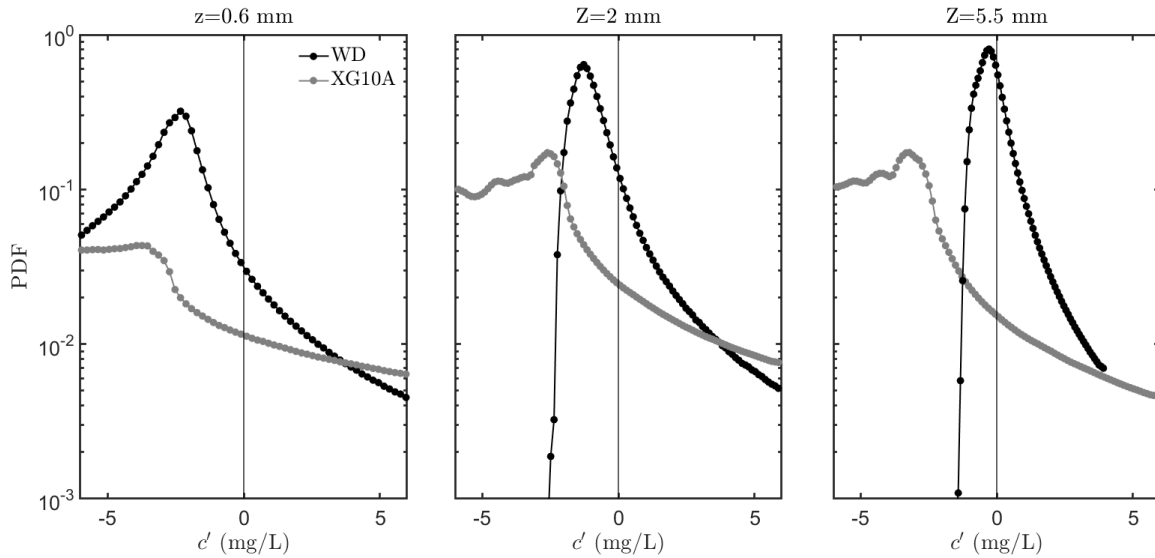 z=0.6 mm
Z=2 mm
Z=5.5 mm
PDF
10^0
10^-1
10^-2
10^-3
WD
XG10A
-5 0 5
-5 0 5
-5 0 5
c′ (mg/L)
c′ (mg/L)
c′ (mg/L)